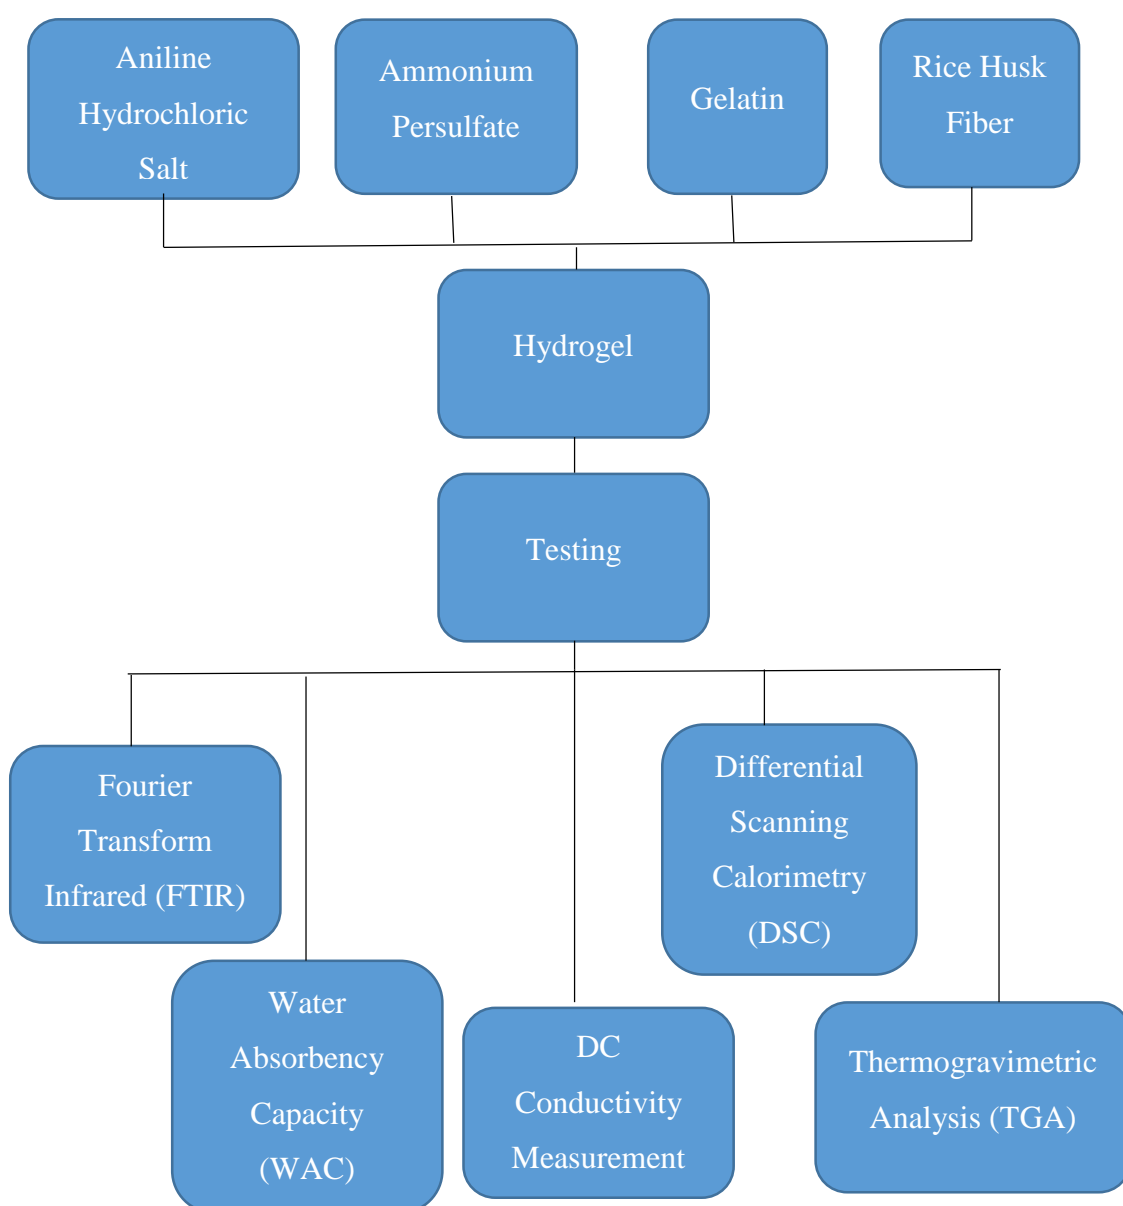 Aniline
Hydrochloric
Salt
Ammonium
Persulfate
Gelatin
Rice Husk
Fiber
Hydrogel
Testing
Fourier
Transform
Infrared (FTIR)
Water
Absorbency
Capacity
(WAC)
DC
Conductivity
Measurement
Differential
Scanning
Calorimetry
(DSC)
Thermogravimetric
Analysis (TGA)